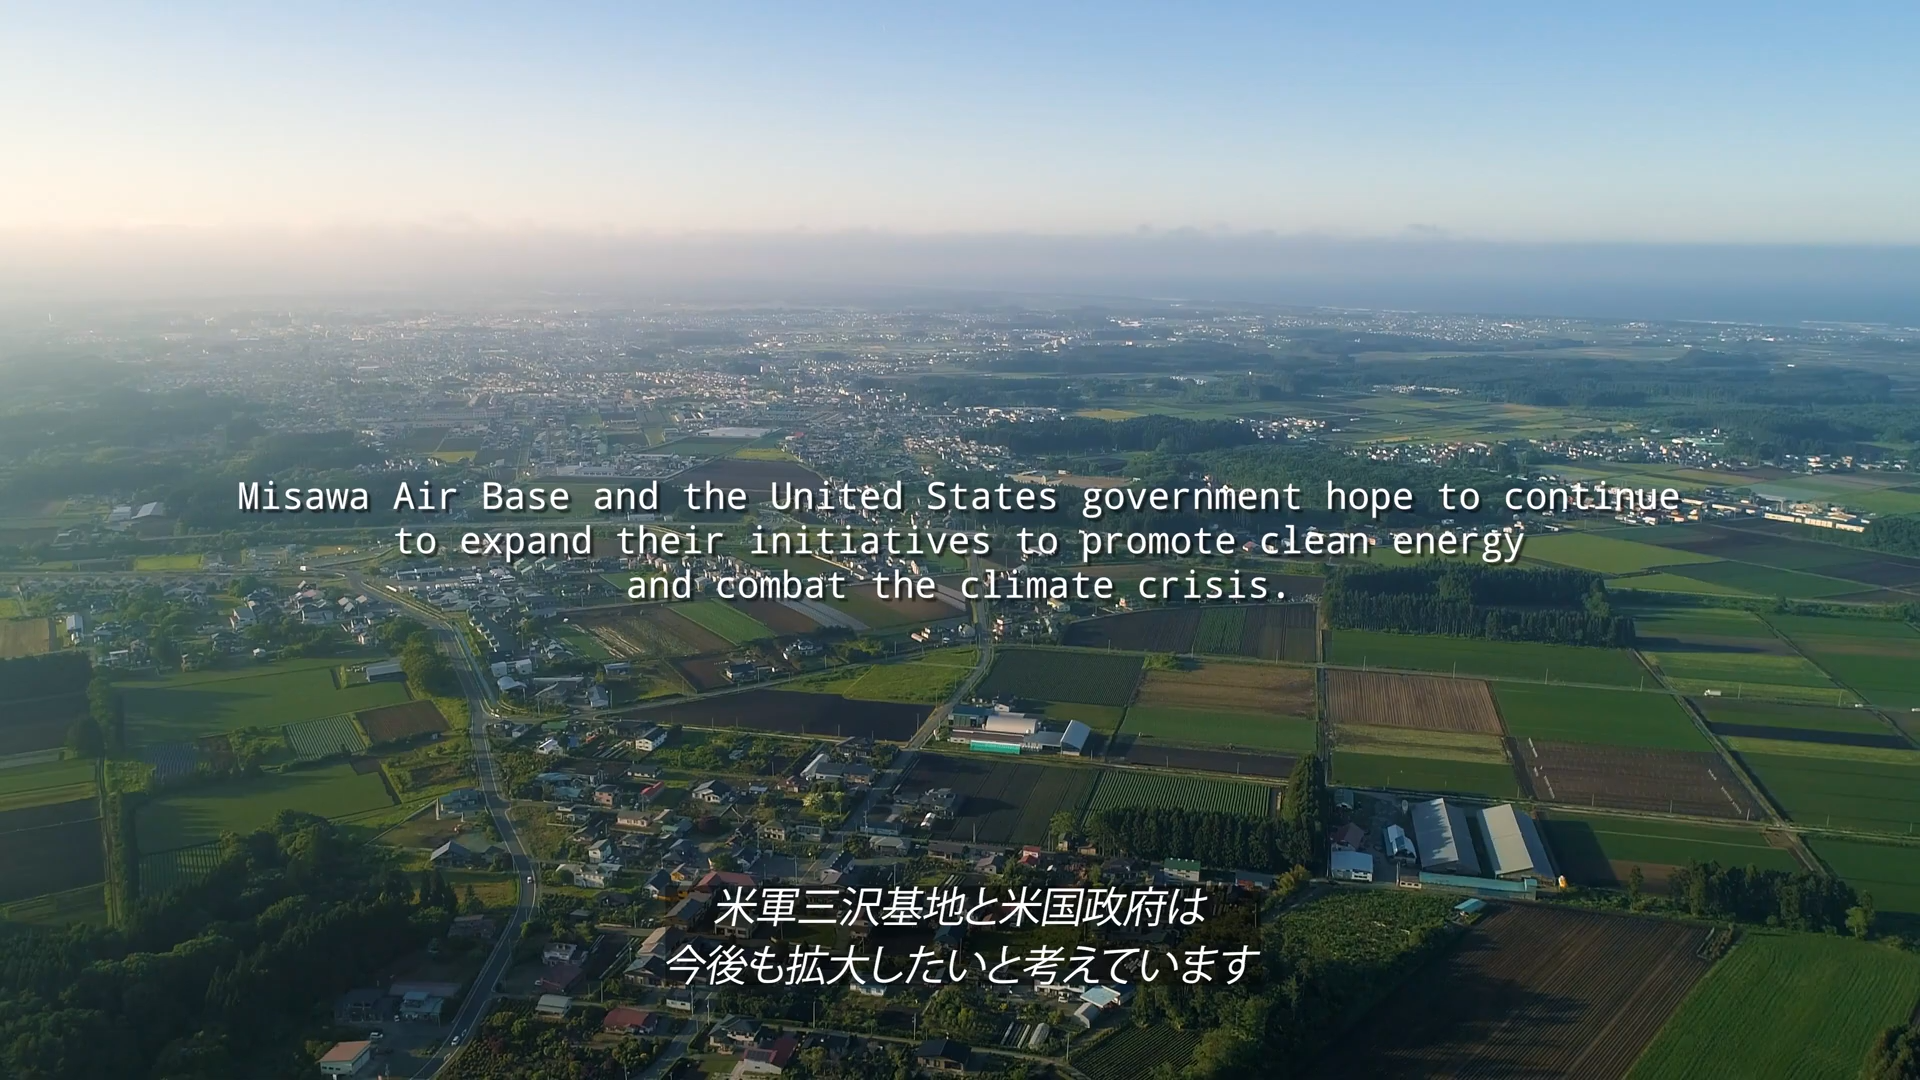 Misawa Air Base and the United States government hope to continue
to expand their initiatives to promote clean energy
and combat the climate crisis.
米軍三沢基地と米国政府は
今後も拡大したいと考えています